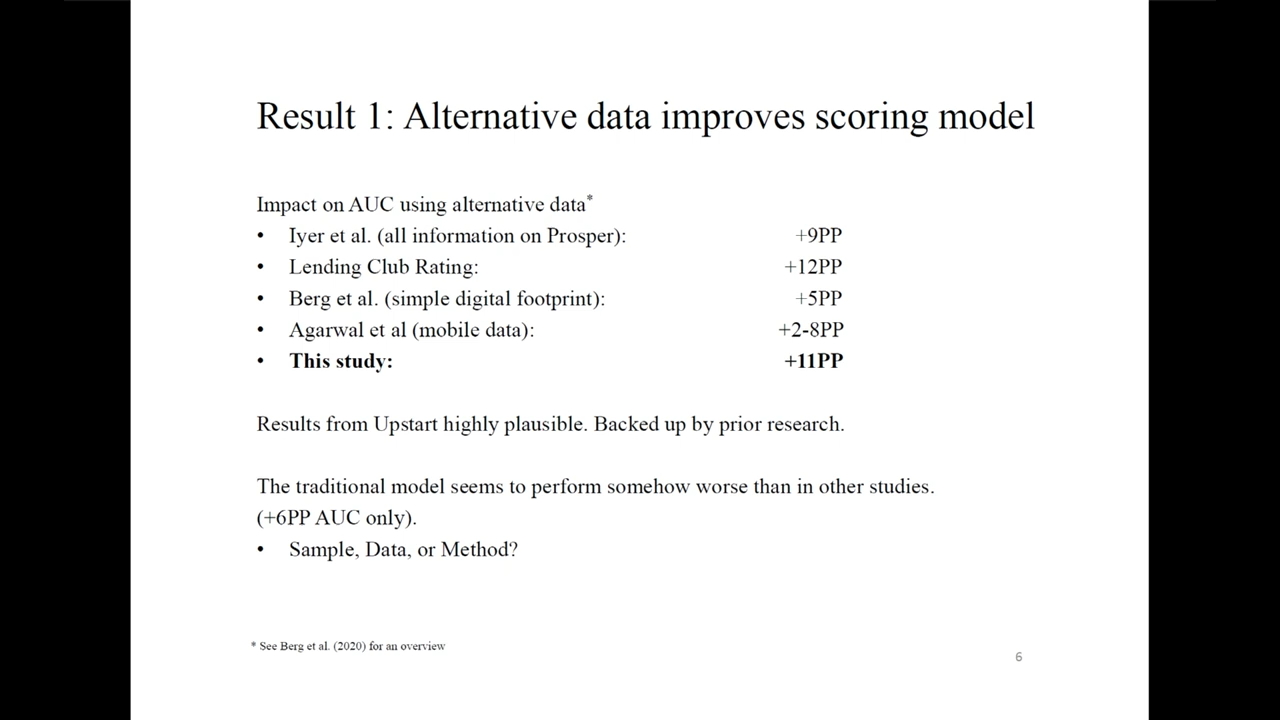 Result 1: Alternative data improves scoring model
Impact on AUC using alternative data*
• Iyer et al. (all information on Prosper): +9PP
• Lending Club Rating: +12PP
• Berg et al. (simple digital footprint): +5PP
• Agarwal et al (mobile data): +2-8PP
• This study: +11PP
Results from Upstart highly plausible. Backed up by prior research.
The traditional model seems to perform somehow worse than in other studies.
(+6PP AUC only).
• Sample, Data, or Method?
* See Berg et al. (2020) for an overview
6